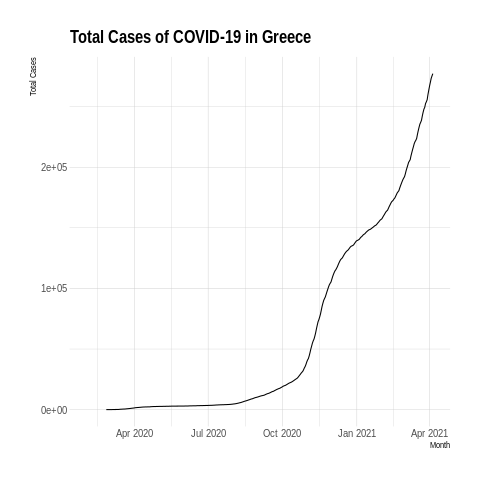 Total Cases of COVID-19 in Greece
Total Cases
2e+05
1e+05
0e+00
Apr 2020 Jul 2020 Oct 2020 Jan 2021 Apr 2021
Month